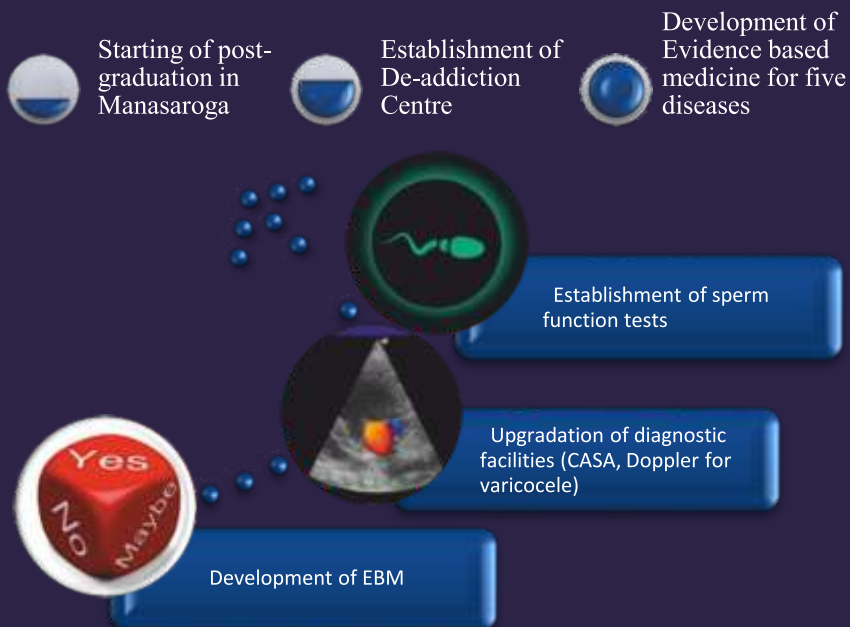 Starting of post-
graduation in
Manasaroga
Establishment of
De-addiction
Centre
Development of
Evidence based
medicine for five
diseases
Establishment of sperm
function tests
Upgradation of diagnostic
facilities (CASA, Doppler for
varicocele)
Yes
No
Maybe
Development of EBM